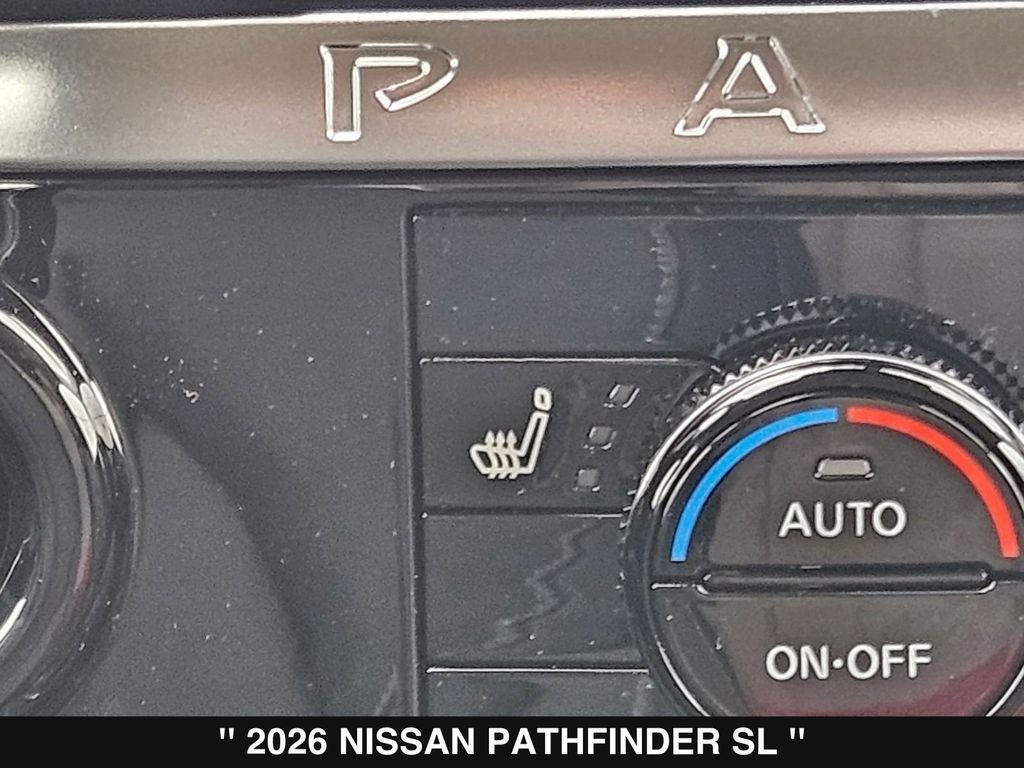 P A
AUTO
ON•OFF
" 2026 NISSAN PATHFINDER SL "